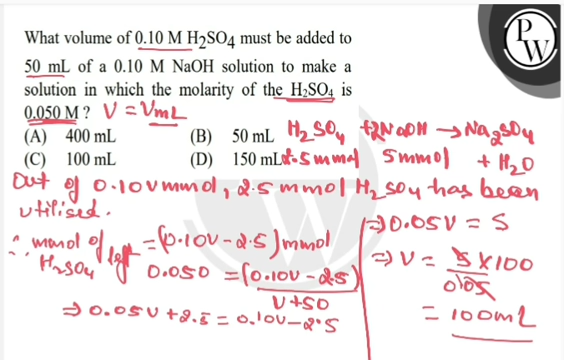 What volume of 0.10 M H₂SO₄ must be added to
50 mL of a 0.10 M NaOH solution to make a
solution in which the molarity of the H₂SO₄ is
0.050 M ? V = V mL
(A) 400 mL (B) 50 mL
(C) 100 mL (D) 150 mL
H₂SO₄ + 2NaOH → Na₂SO₄
2.5 mmol 5 mmol + H₂O
Out of 0.10V mmol, 2.5 mmol H₂SO₄ has been
utilised.
∴ mmol of H₂SO₄ left = (0.10V - 2.5) mmol
0.050 = (0.10V - 2.5) / V+50
⇒ 0.05V + 2.5 = 0.10V - 2.5
⇒ 0.05V = 5
⇒ V = 5 × 100 / 0.05
= 100 mL
PW